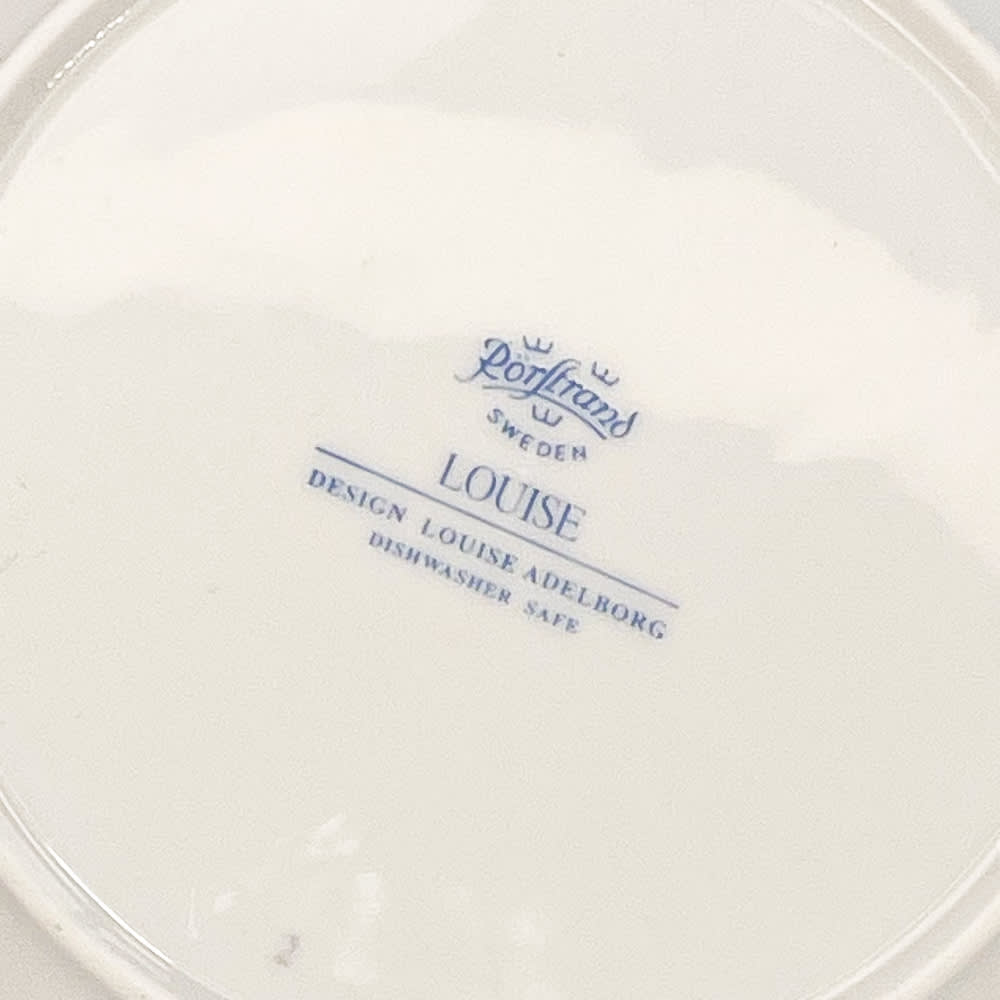 Rörstrand
SWEDEN
LOUISE
DESIGN LOUISE ADELBORG
DISHWASHER SAFE